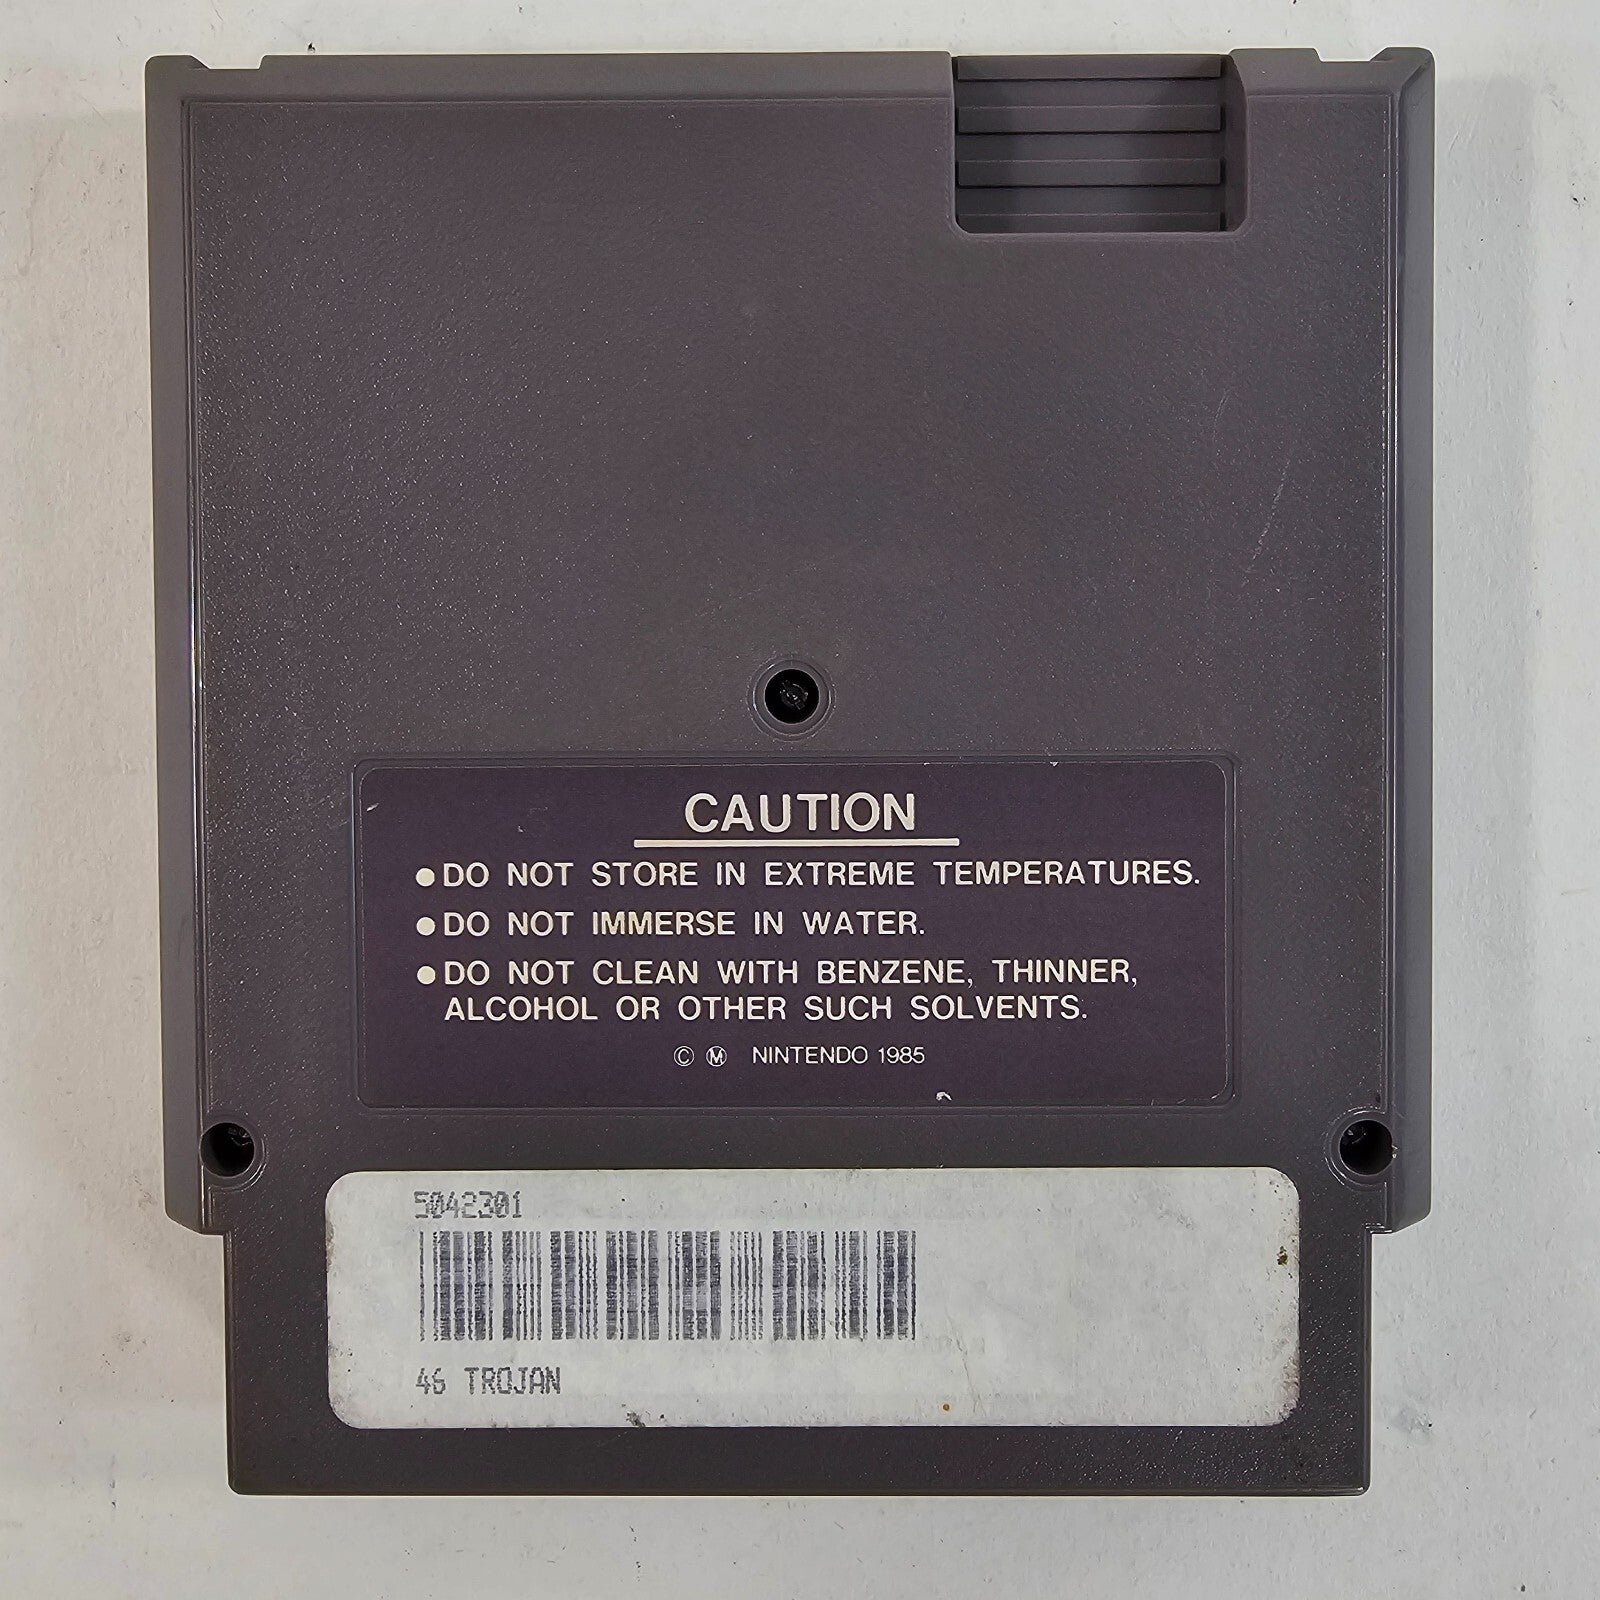 CAUTION
●DO NOT STORE IN EXTREME TEMPERATURES.
●DO NOT IMMERSE IN WATER.
●DO NOT CLEAN WITH BENZENE, THINNER,
ALCOHOL OR OTHER SUCH SOLVENTS.
© Ⓜ NINTENDO 1985
5042301
46 TROJAN